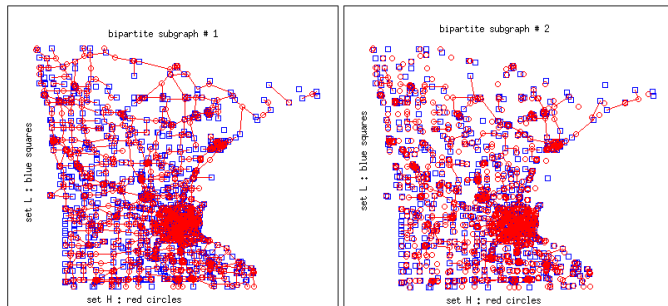 bipartite subgraph # 1
set L : blue squares
set H : red circles
bipartite subgraph # 2
set L : blue squares
set H : red circles